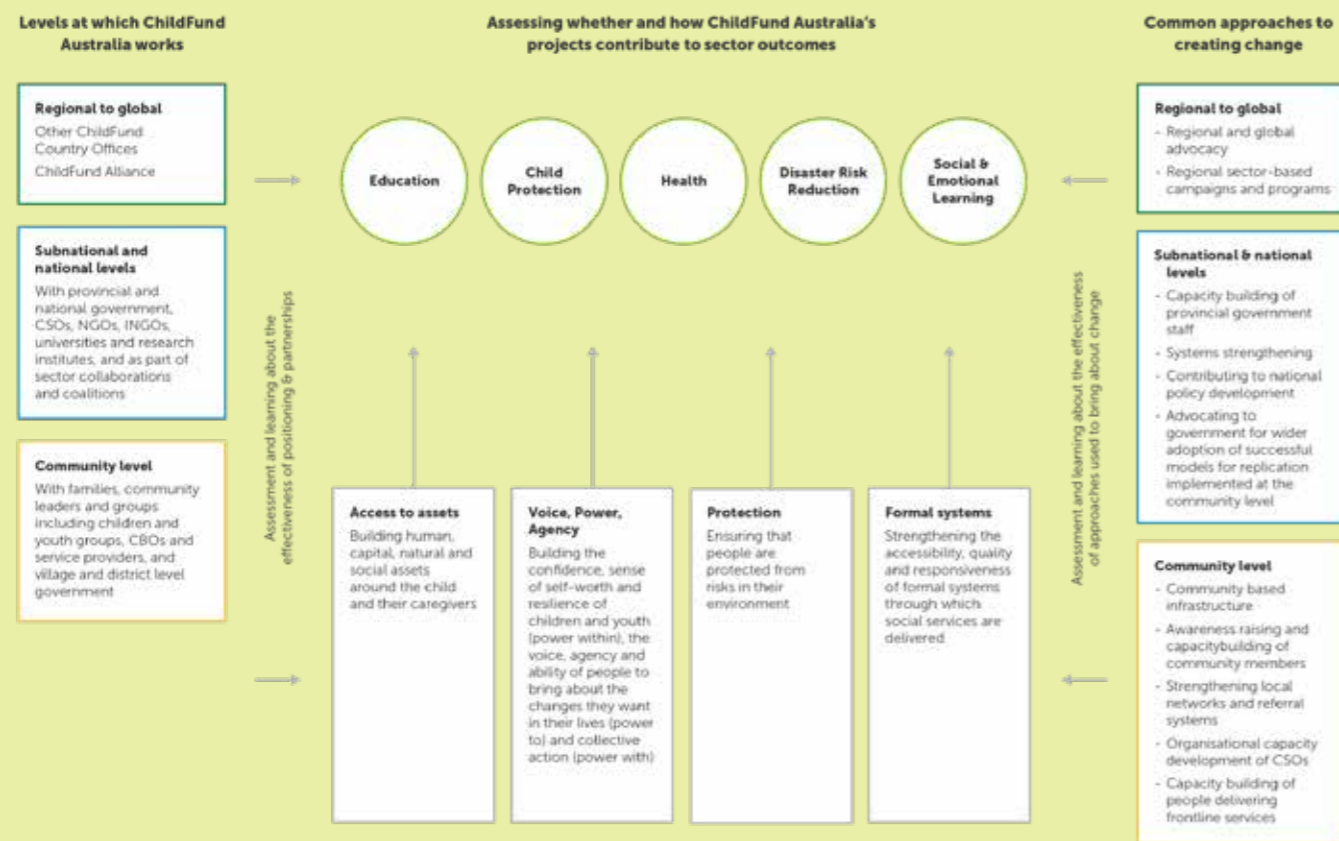 Levels at which ChildFund
Australia works
Regional to global
Other ChildFund
Country Offices
ChildFund Alliance
Subnational and
national levels
With provincial and
national government,
CSOs, NGOs, INGOs,
universities and research
institutes, and as part of
sector collaborations
and coalitions
Community level
With families, community
leaders and groups
including children and
youth groups, CBOs and
service providers, and
village and district level
government
Assessment and learning about the
effectiveness of positioning & partnerships
Assessing whether and how ChildFund Australia's
projects contribute to sector outcomes
Education
Child
Protection
Health
Disaster Risk
Reduction
Social &
Emotional
Learning
Access to assets
Building human,
capital, natural and
social assets
around the child
and their caregivers
Voice, Power,
Agency
Building the
confidence, sense
of self-worth and
resilience of
children and youth
(power within), the
voice, agency and
ability of people to
bring about the
changes they want
in their lives (power
to) and collective
action (power with)
Protection
Ensuring that
people are
protected from
risks in their
environment
Formal systems
Strengthening the
accessibility, quality
and responsiveness
of formal systems
through which
social services are
delivered
Assessment and learning about the effectiveness
of approaches used to bring about change
Common approaches to
creating change
Regional to global
- Regional and global
advocacy
- Regional sector-based
campaigns and programs
Subnational & national
levels
- Capacity building of
provincial government
staff
- Systems strengthening
- Contributing to national
policy development
- Advocating to
government for wider
adoption of successful
models for replication
implemented at the
community level
Community level
- Community based
infrastructure
- Awareness raising and
capacitybuilding of
community members
- Strengthening local
networks and referral
systems
- Organisational capacity
development of CSOs
- Capacity building of
people delivering
frontline services